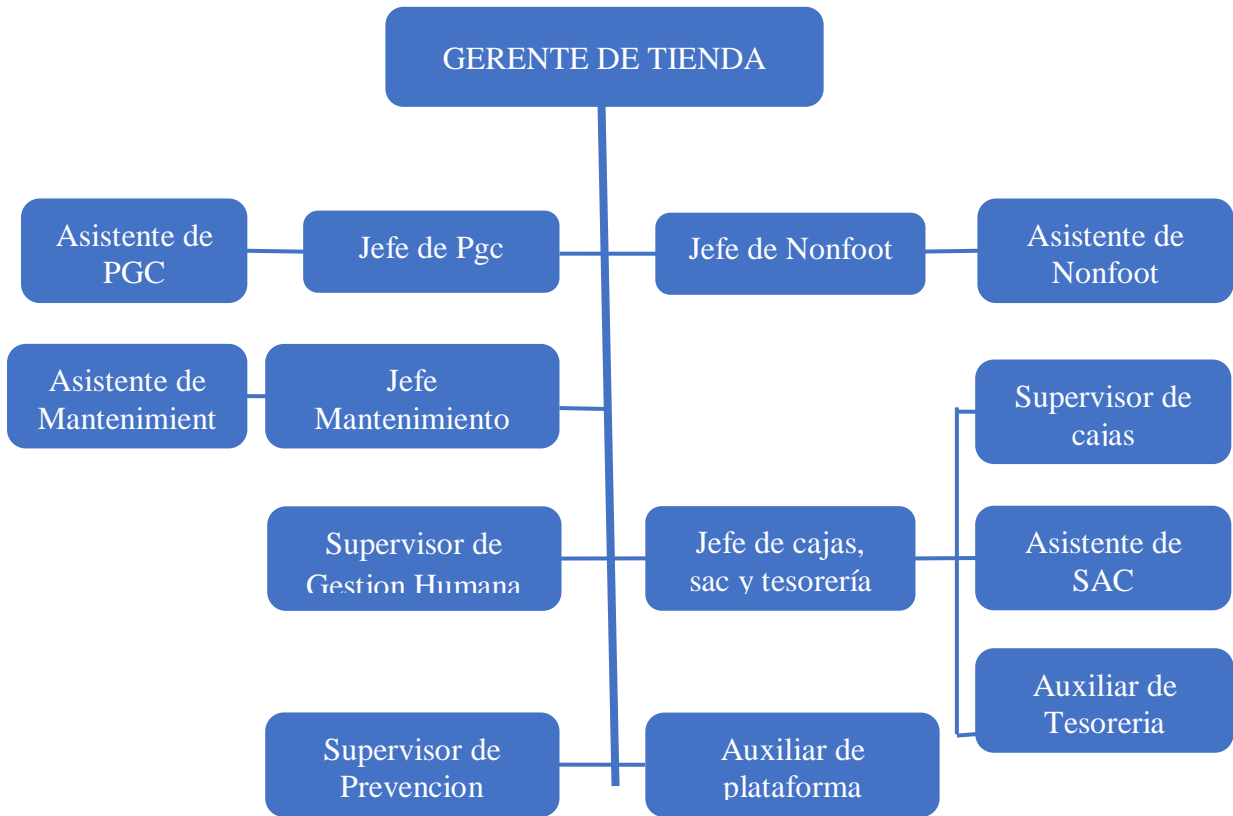 GERENTE DE TIENDA
Asistente de
PGC
Jefe de Pgc
Jefe de Nonfoot
Asistente de
Nonfoot
Asistente de
Mantenimient
Jefe
Mantenimiento
Supervisor de
cajas
Supervisor de
Gestion Humana
Jefe de cajas,
sac y tesorería
Asistente de
SAC
Auxiliar de
Tesoreria
Supervisor de
Prevencion
Auxiliar de
plataforma